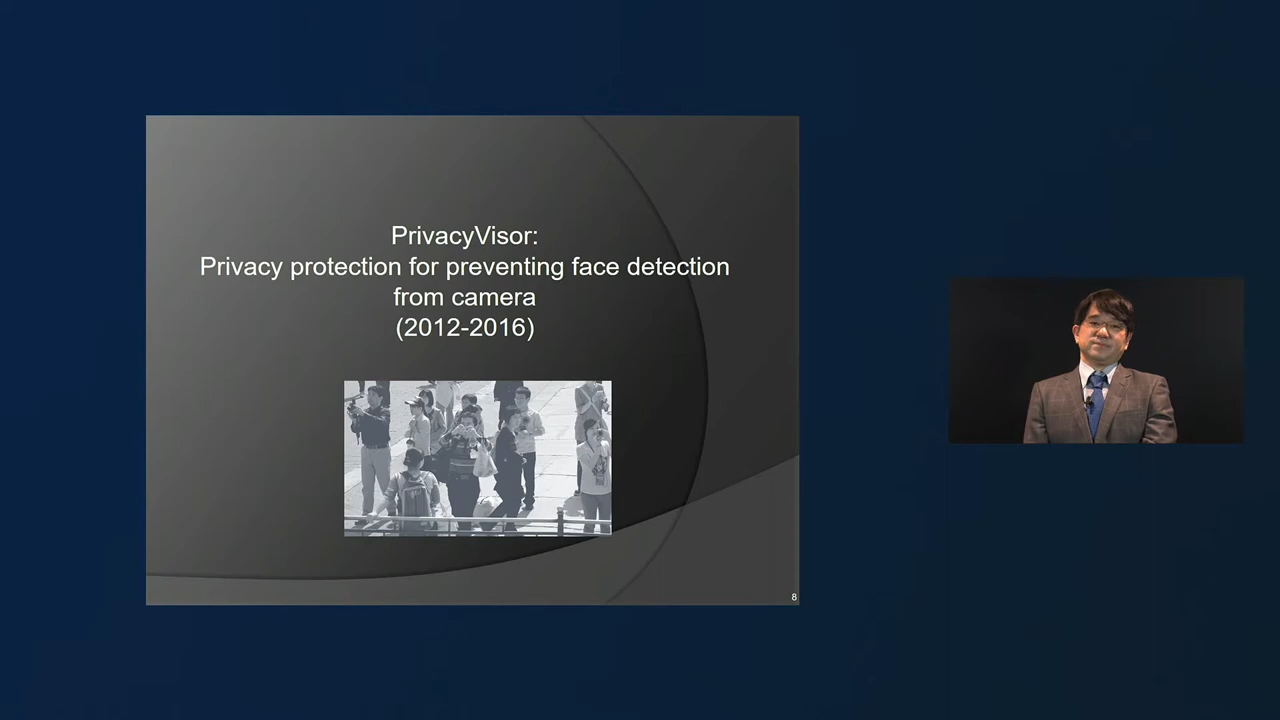 PrivacyVisor:
Privacy protection for preventing face detection
from camera
(2012-2016)
8